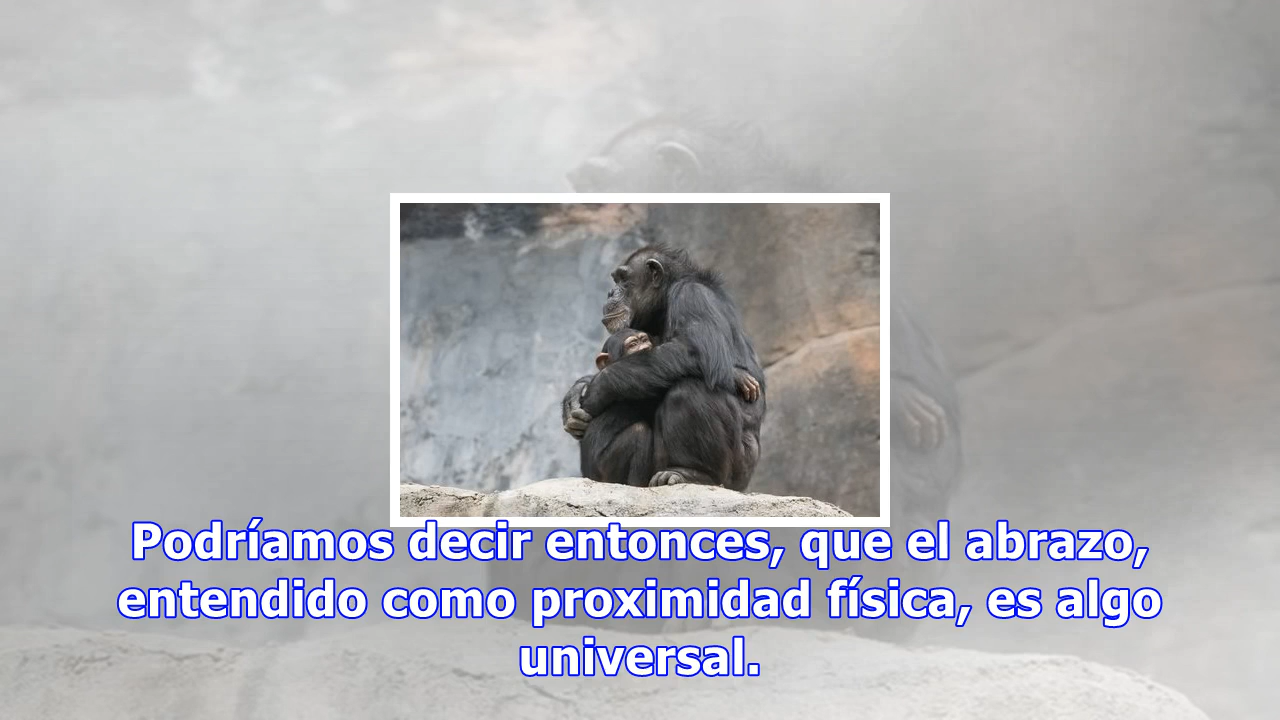 Podríamos decir entonces, que el abrazo,
entendido como proximidad física, es algo
universal.